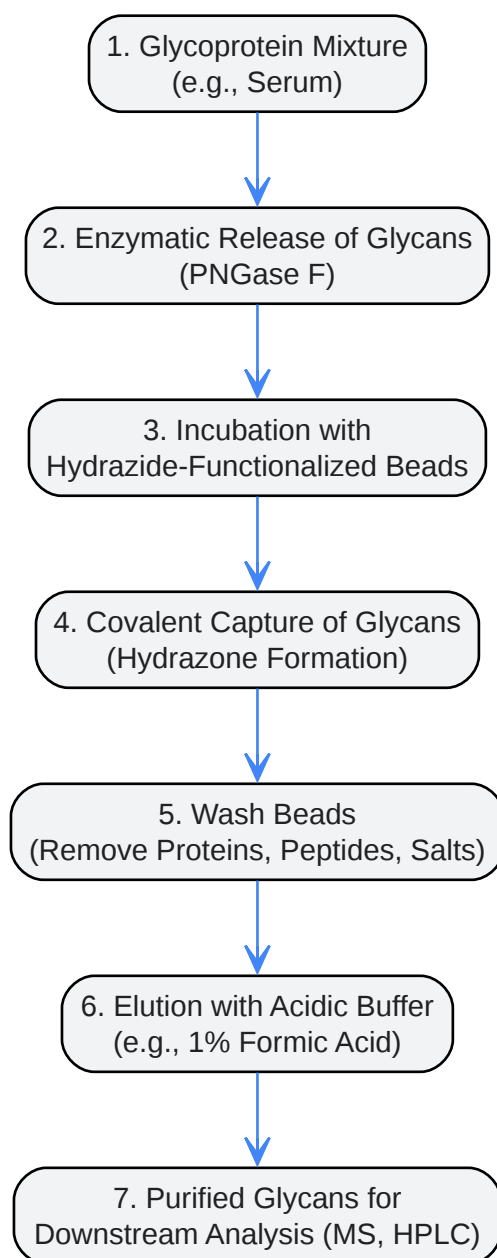 1. Glycoprotein Mixture
(e.g., Serum)
2. Enzymatic Release of Glycans
(PNGase F)
3. Incubation with
Hydrazide-Functionalized Beads
4. Covalent Capture of Glycans
(Hydrazone Formation)
5. Wash Beads
(Remove Proteins, Peptides, Salts)
6. Elution with Acidic Buffer
(e.g., 1% Formic Acid)
7. Purified Glycans for
Downstream Analysis (MS, HPLC)